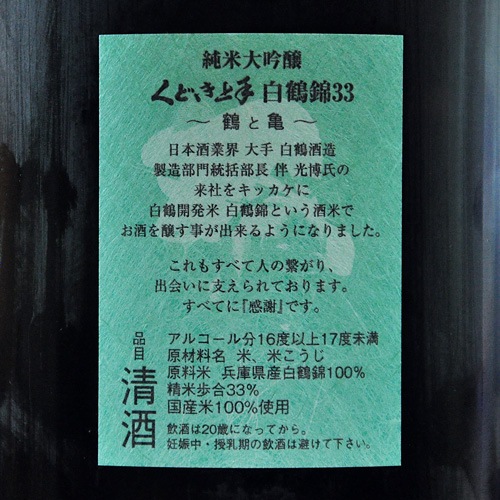 純米大吟醸
くどき上手 白鶴錦33
～ 鶴と亀 ～
日本酒業界 大手 白鶴酒造
製造部門統括部長 伴 光博氏の
来社をキッカケに
白鶴開発米 白鶴錦という酒米で
お酒を醸す事が出来るようになりました。
これもすべて人の繋がり、
出会いに支えられております。
すべてに『感謝』です。
品目
清酒
アルコール分16度以上17度未満
原材料名 米、米こうじ
原料米 兵庫県産白鶴錦100%
精米歩合33%
国産米100%使用
飲酒は20歳になってから。
妊娠中・授乳期の飲酒は避けて下さい。